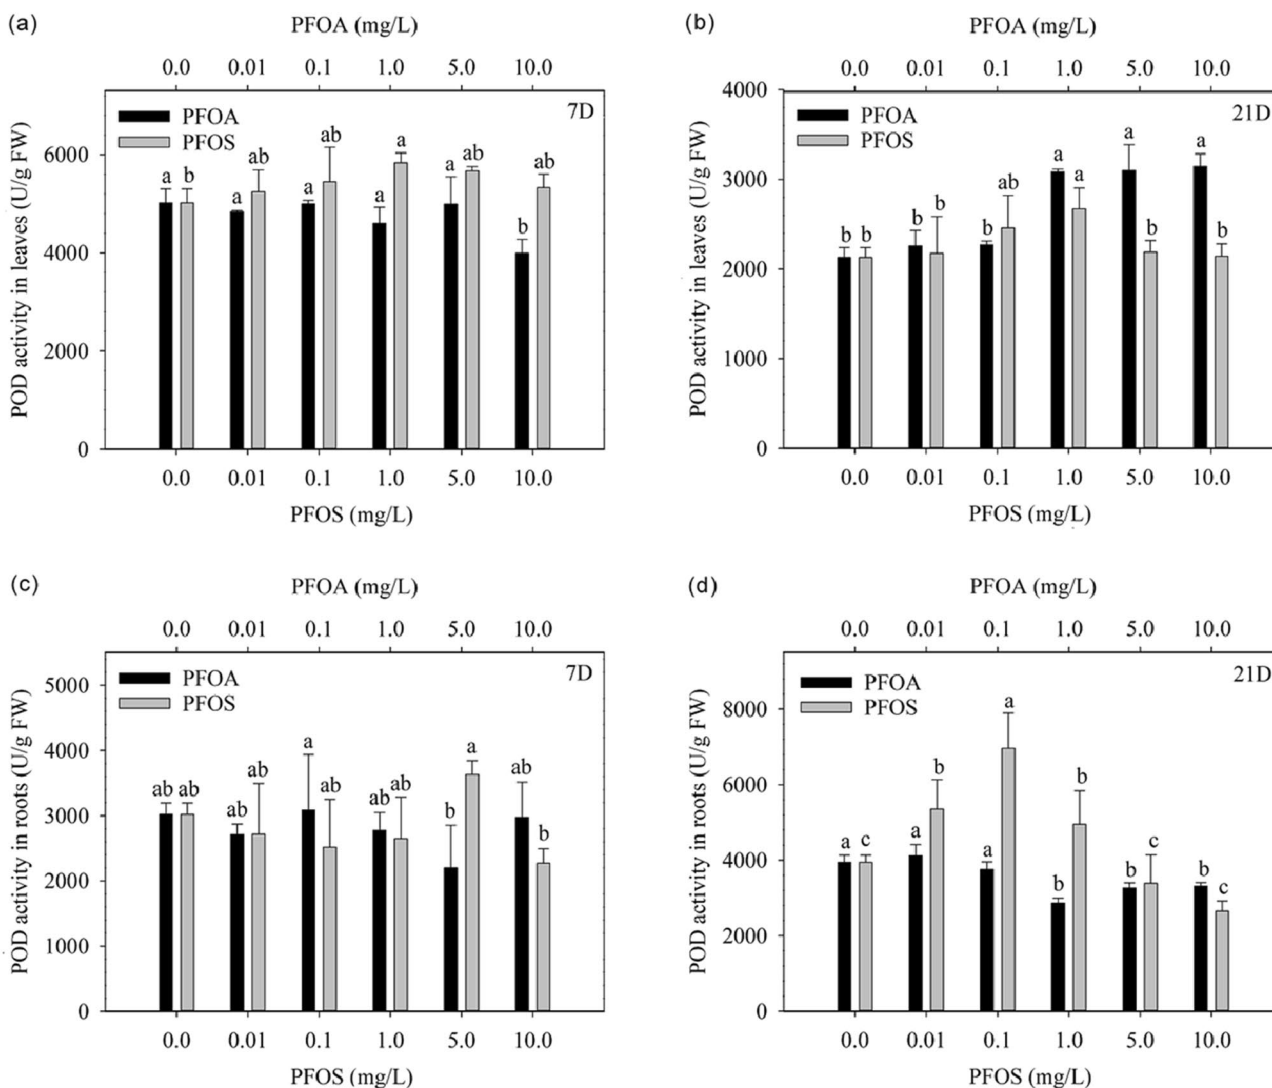 (a)
PFOA (mg/L)
0.0 0.01 0.1 1.0 5.0 10.0
PFOA
PFOS
7D
POD activity in leaves (U/g FW)
6000
4000
2000
0
a b a ab a ab a a a ab b ab
0.0 0.01 0.1 1.0 5.0 10.0
PFOS (mg/L)
(b)
PFOA (mg/L)
0.0 0.01 0.1 1.0 5.0 10.0
PFOA
PFOS
21D
POD activity in leaves (U/g FW)
4000
3000
2000
1000
0
b b b b b ab a a a b a b
0.0 0.01 0.1 1.0 5.0 10.0
PFOS (mg/L)
(c)
PFOA (mg/L)
0.0 0.01 0.1 1.0 5.0 10.0
PFOA
PFOS
7D
POD activity in roots (U/g FW)
5000
4000
3000
2000
1000
0
ab ab ab ab a ab ab ab b a ab b
0.0 0.01 0.1 1.0 5.0 10.0
PFOS (mg/L)
(d)
PFOA (mg/L)
0.0 0.01 0.1 1.0 5.0 10.0
PFOA
PFOS
21D
POD activity in roots (U/g FW)
8000
6000
4000
2000
0
a c a b a a b b b c b c
0.0 0.01 0.1 1.0 5.0 10.0
PFOS (mg/L)